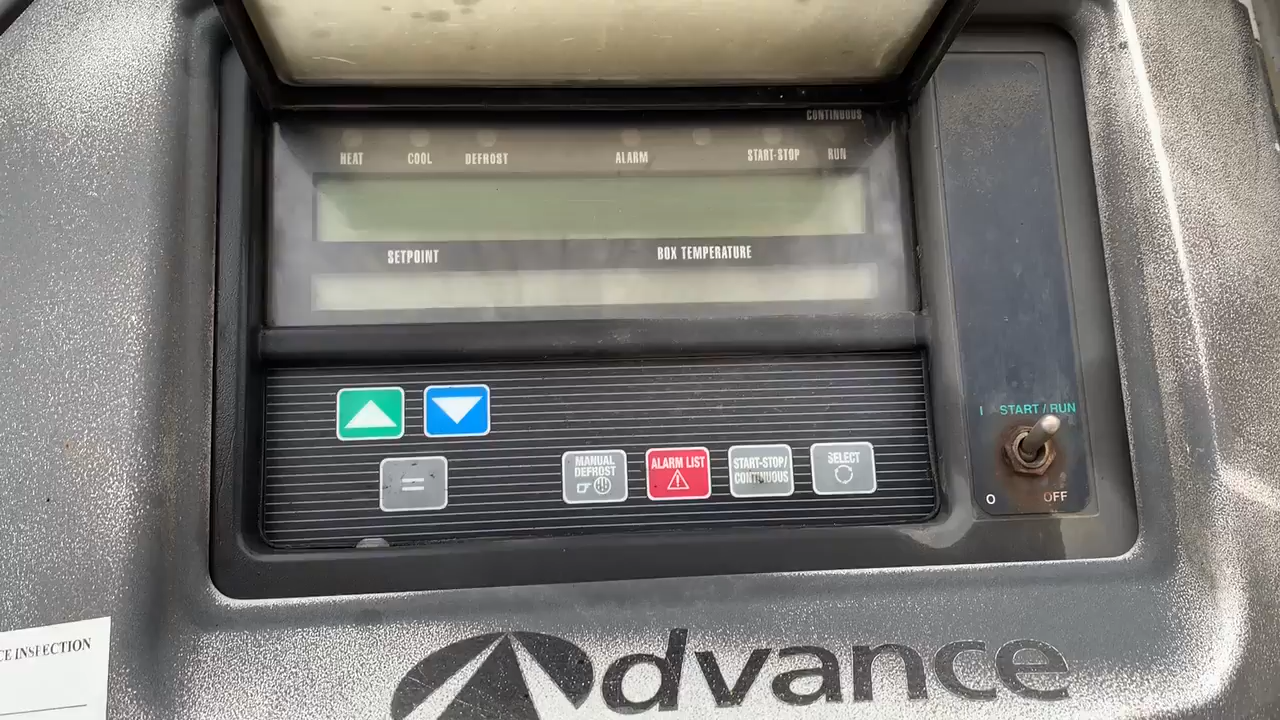 CONTINUOUS
HEAT COOL DEFROST ALARM START-STOP RUN
SETPOINT BOX TEMPERATURE
I START / RUN
MANUAL
DEFROST
ALARM LIST
START-STOP/
CONTINUOUS
SELECT
O OFF
CE INSPECTION
Advance